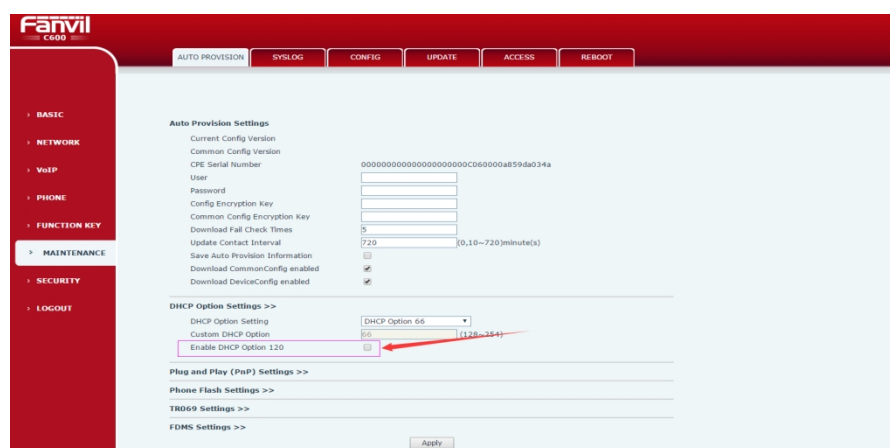 Fanvil
C600
AUTO PROVISION SYSLOG CONFIG UPDATE ACCESS REBOOT
› BASIC
› NETWORK
› VoIP
› PHONE
› FUNCTION KEY
› MAINTENANCE
› SECURITY
› LOGOUT
Auto Provision Settings
Current Config Version
Common Config Version
CPE Serial Number 00000000000000000000C060000a859da034a
User
Password
Config Encryption Key
Common Config Encryption Key
Download Fail Check Times 5
Update Contact Interval 720 (0,10~720)minute(s)
Save Auto Provision Information
Download CommonConfig enabled
Download DeviceConfig enabled
DHCP Option Settings >>
DHCP Option Setting DHCP Option 66
Custom DHCP Option 66 (128~254)
Enable DHCP Option 120
Plug and Play (PnP) Settings >>
Phone Flash Settings >>
TR069 Settings >>
FDMS Settings >>
Apply